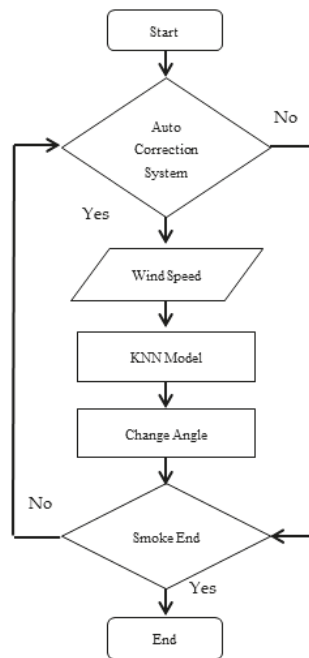 Start
Auto
Correction
System
No
Yes
Wind Speed
KNN Model
Change Angle
No
Smoke End
Yes
End